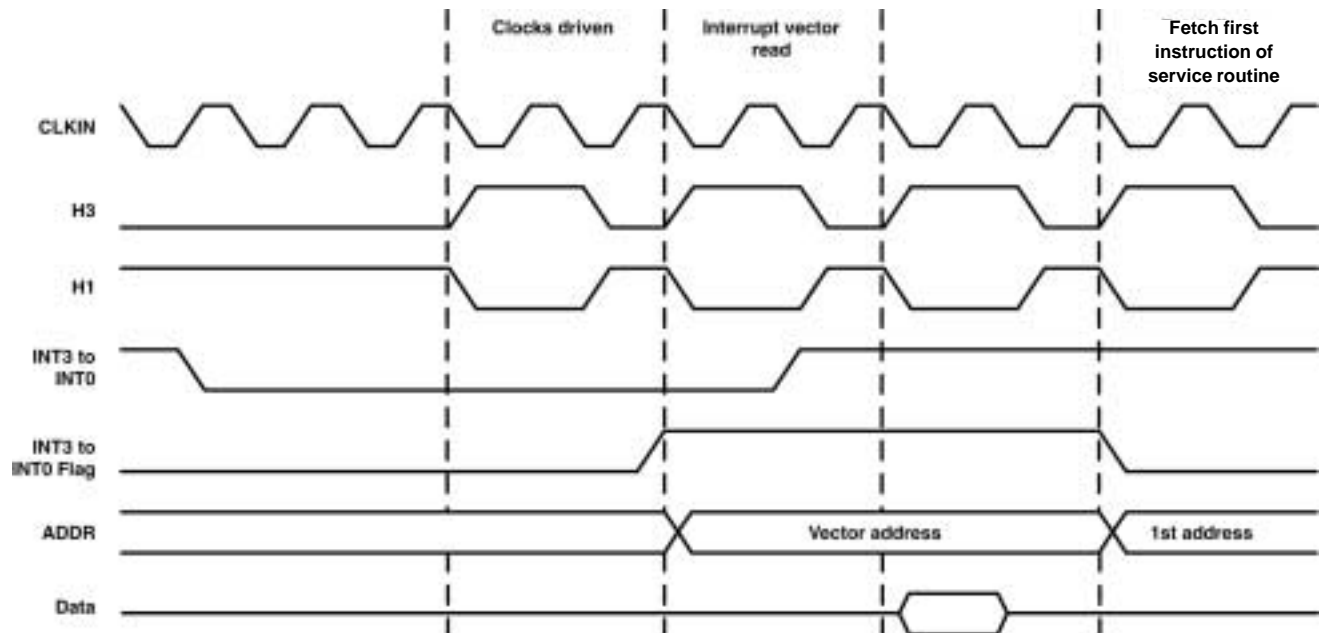 Clocks driven
Interrupt vector
read
Fetch first
instruction of
service routine
CLKIN
H3
H1
INT3 to
INT0
INT3 to
INT0 Flag
ADDR
Vector address
1st address
Data